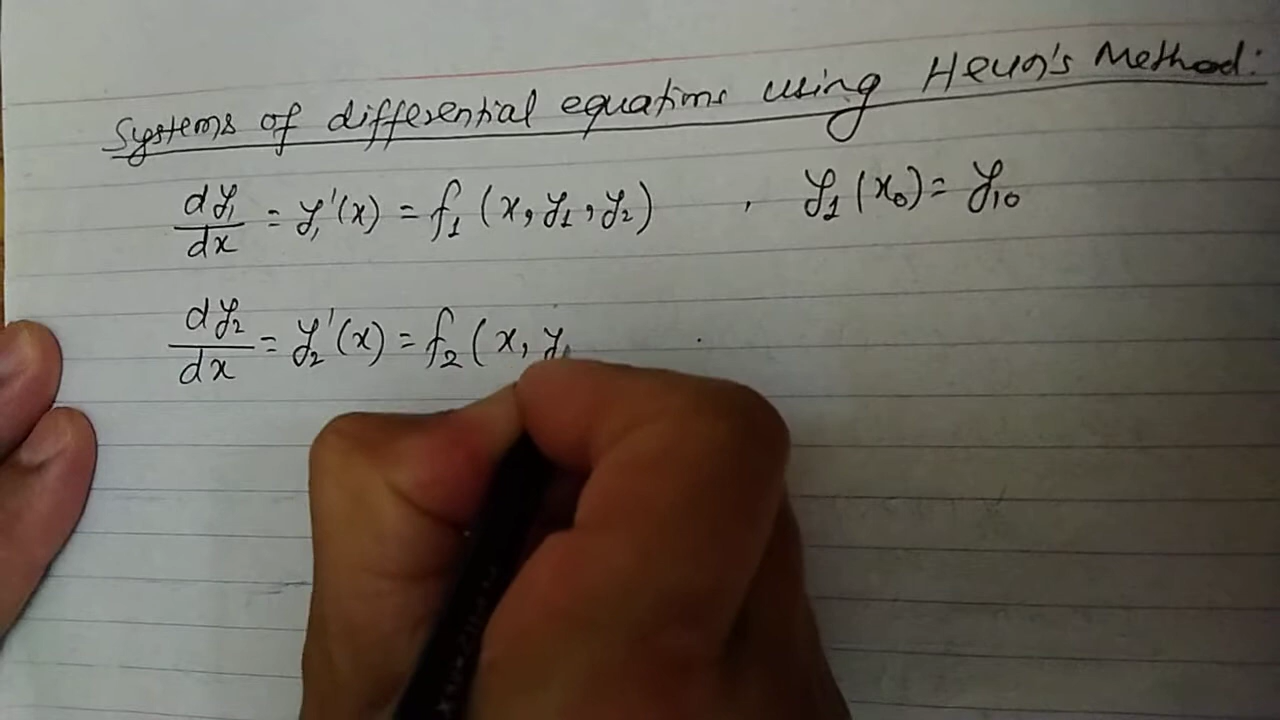 Systems of differential equations using Heun's Method:
dy₁/dx = y₁'(x) = f₁(x, y₁, y₂) , y₁(x₀) = y₁₀
dy₂/dx = y₂'(x) = f₂(x, y